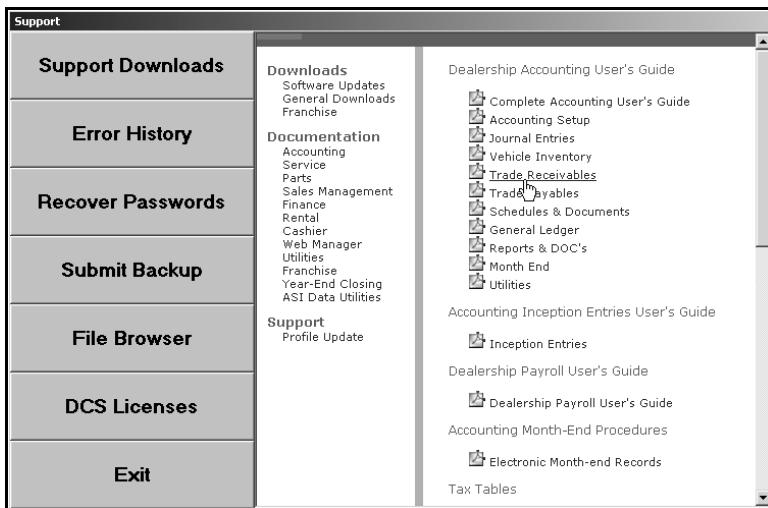 Support
Support Downloads
Error History
Recover Passwords
Submit Backup
File Browser
DCS Licenses
Exit
Downloads
Software Updates
General Downloads
Franchise
Documentation
Accounting
Service
Parts
Sales Management
Finance
Rental
Cashier
Web Manager
Utilities
Franchise
Year-End Closing
ASI Data Utilities
Support
Profile Update
Dealership Accounting User's Guide
Complete Accounting User's Guide
Accounting Setup
Journal Entries
Vehicle Inventory
Trade Receivables
Trade Payables
Schedules & Documents
General Ledger
Reports & DOC's
Month End
Utilities
Accounting Inception Entries User's Guide
Inception Entries
Dealership Payroll User's Guide
Dealership Payroll User's Guide
Accounting Month-End Procedures
Electronic Month-end Records
Tax Tables